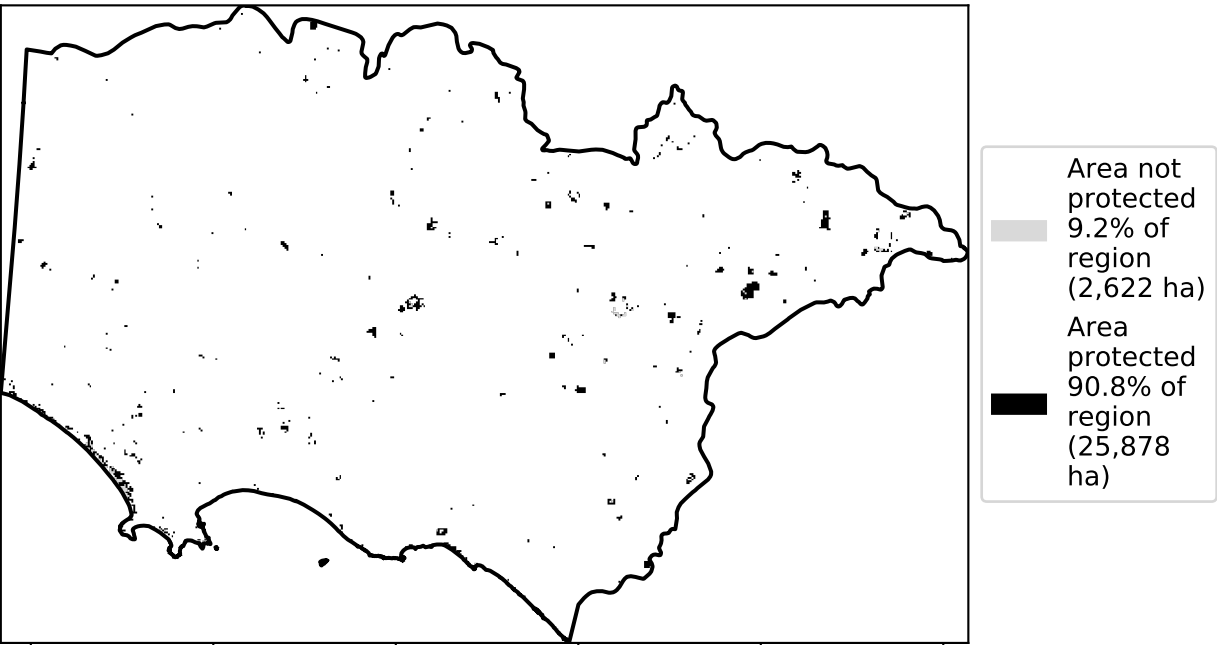 Area not
protected
9.2% of
region
(2,622 ha)
Area
protected
90.8% of
region
(25,878
ha)